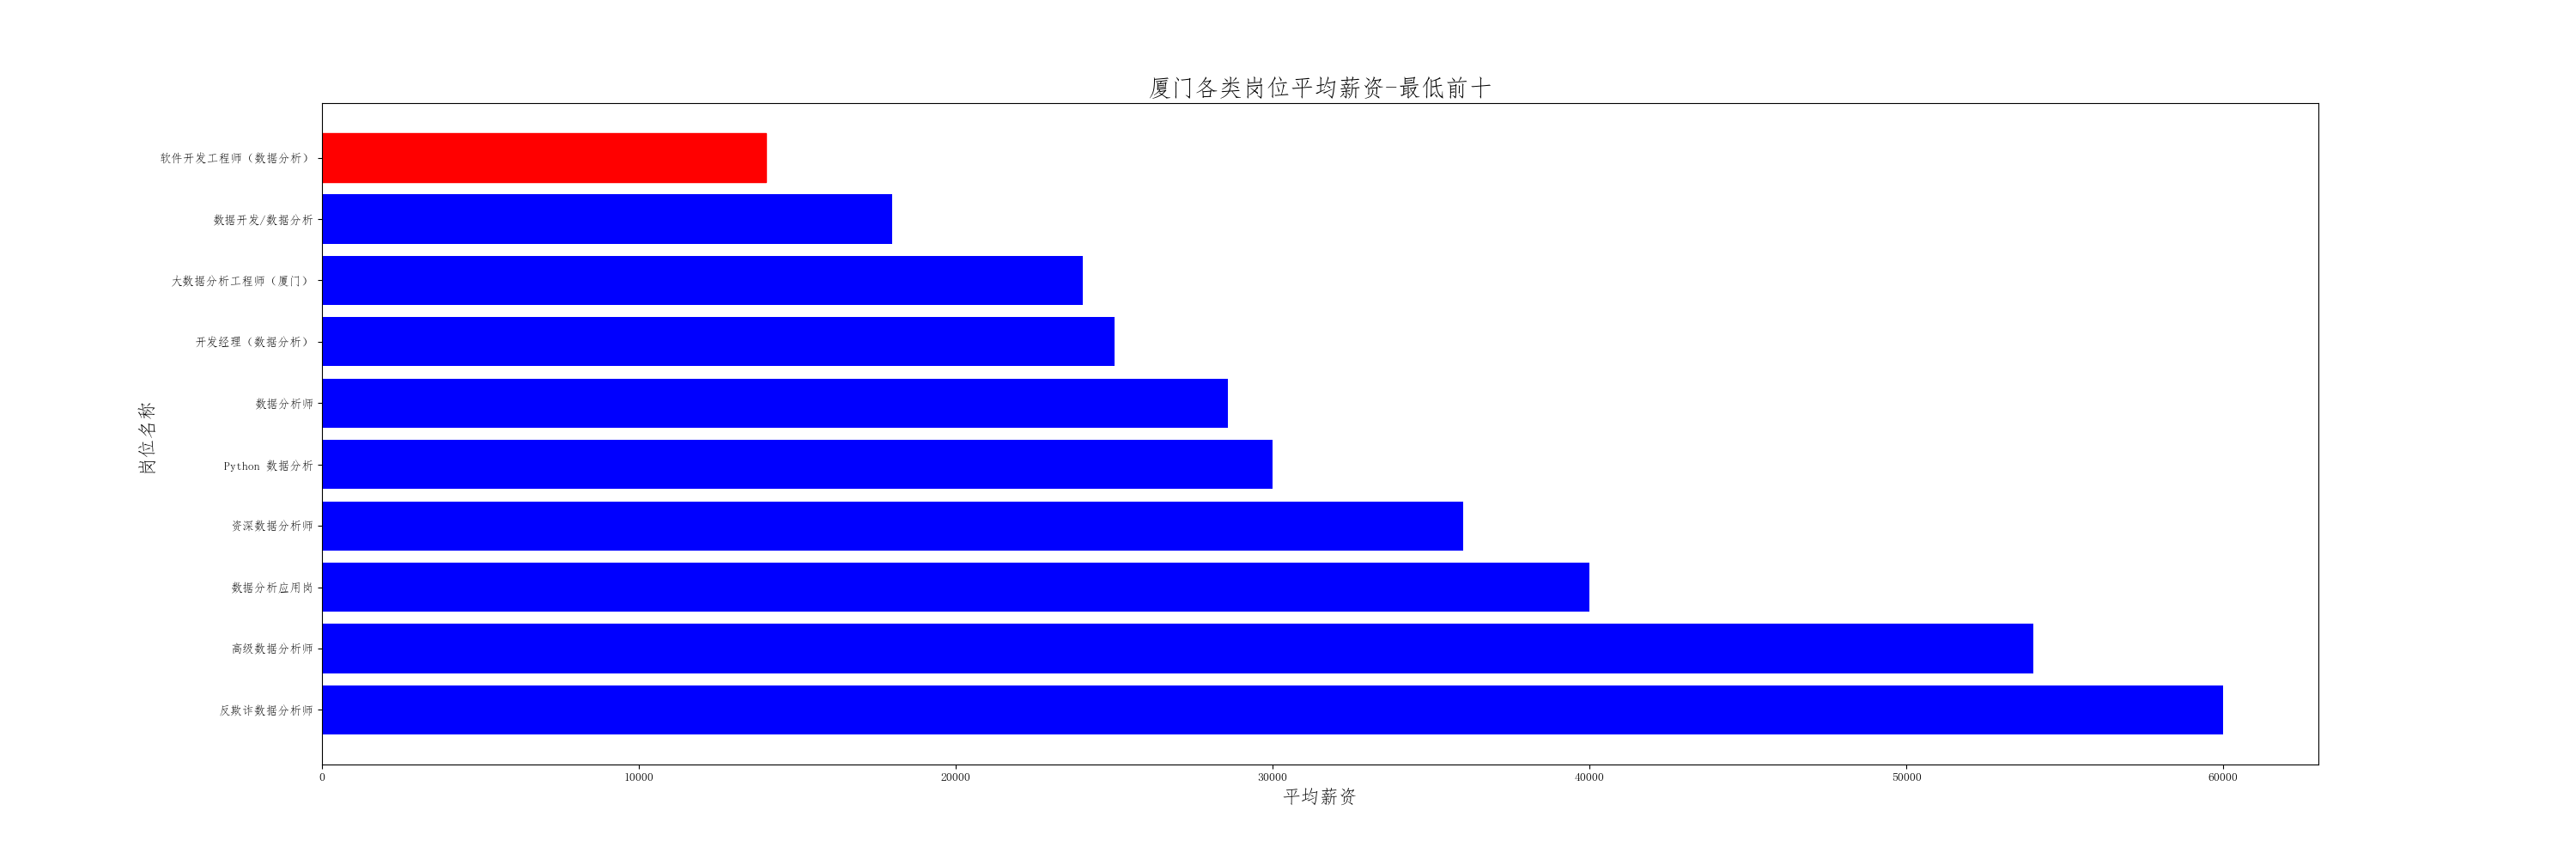 厦门各类岗位平均薪资-最低前十
软件开发工程师（数据分析）
数据开发/数据分析
大数据分析工程师（厦门）
开发经理（数据分析）
数据分析师
Python 数据分析
资深数据分析师
数据分析应用岗
高级数据分析师
反欺诈数据分析师
岗位名称
0 10000 20000 30000 40000 50000 60000
平均薪资